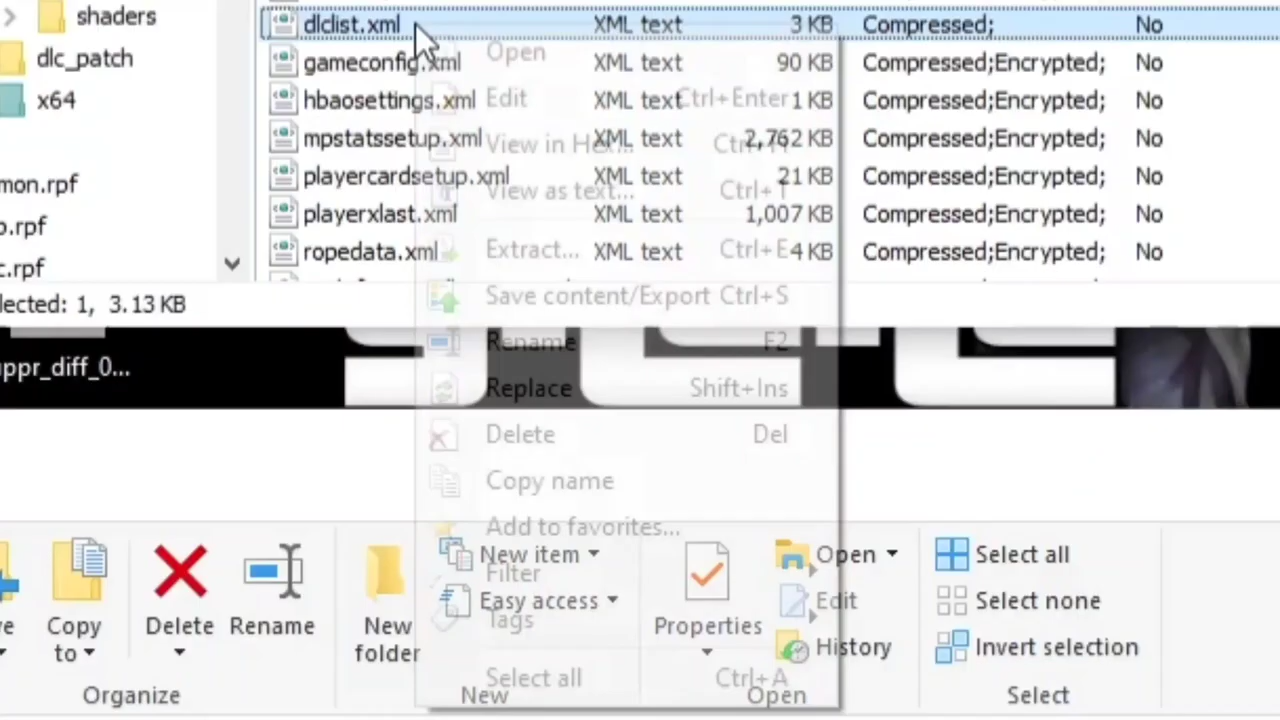 shaders
dlc_patch
x64
mon.rpf
o.rpf
c.rpf
dlclist.xml XML text 3 KB Compressed; No
gameconfig.xml XML text 90 KB Compressed;Encrypted; No
hbaosettings.xml XML text 1 KB Compressed;Encrypted; No
mpstatssetup.xml XML text 2,762 KB Compressed;Encrypted; No
playercardsetup.xml XML text 21 KB Compressed;Encrypted; No
playerxlast.xml XML text 1,007 KB Compressed;Encrypted; No
ropedata.xml XML text 4 KB Compressed;Encrypted; No
lected: 1, 3.13 KB
ppr_diff_0...
Open
Edit Ctrl+Enter
View in Hex...
View as text... Ctrl+T
Extract... Ctrl+E
Save content/Export Ctrl+S
Rename F2
Replace Shift+Ins
Delete Del
Copy name
Add to favorites...
Filter
Tags
Select all Ctrl+A
Copy
to
Delete
Rename
Organize
New
folder
New item
Easy access
New
Properties
Open
Edit
History
Open
Select all
Select none
Invert selection
Select